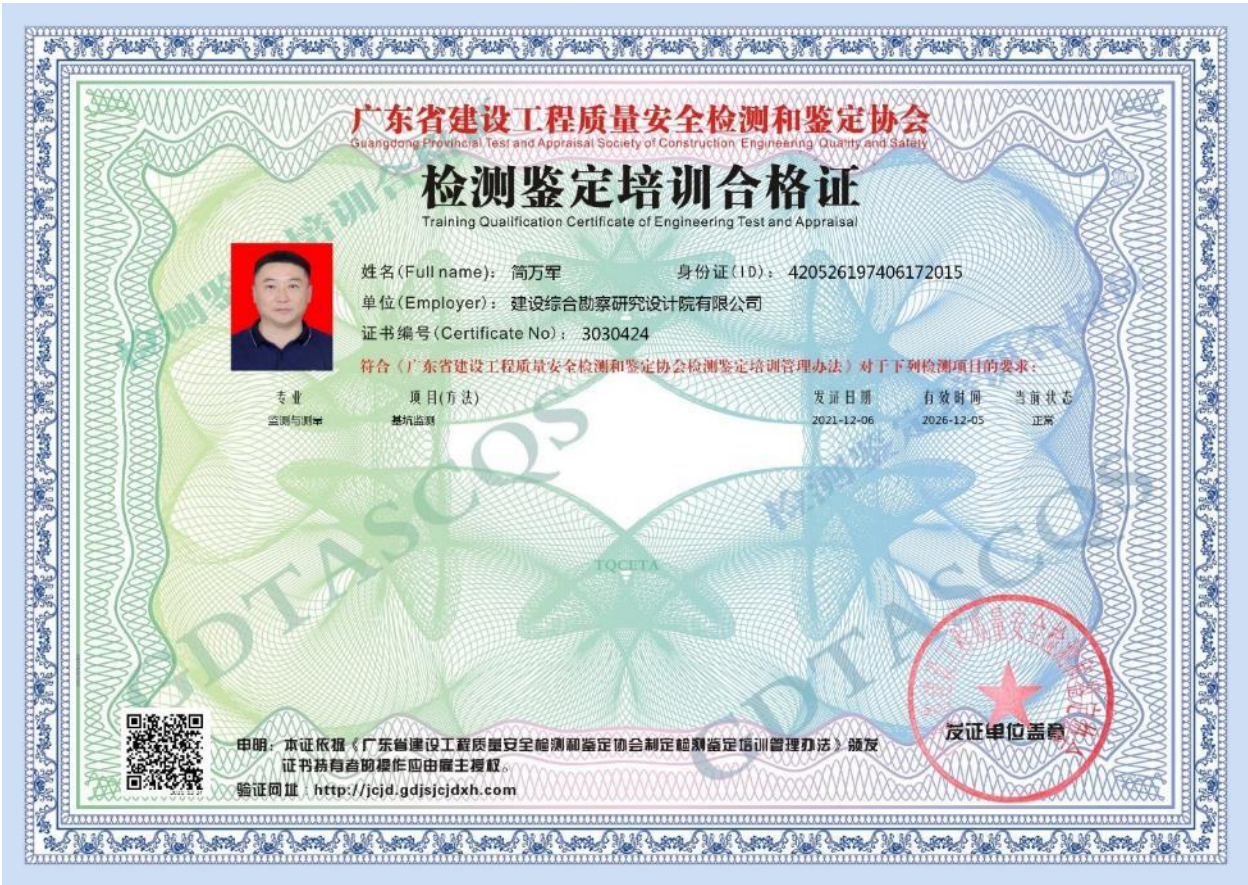 广东省建设工程质量安全检测和鉴定协会
Guangdong Provincial Test and Appraisal Society of Construction Engineering Quality and Safety
检测鉴定培训合格证
Training Qualification Certificate of Engineering Test and Appraisal
姓名(Full name): 简万军 身份证(ID): 420526197406172015
单位(Employer): 建设综合勘察研究设计院有限公司
证书编号(Certificate No): 3030424
符合《广东省建设工程质量安全检测和鉴定协会检测鉴定培训管理办法》对于下列检测项目的要求:
专业 项目(方法) 发证日期 有效时间 当前状态
监测与测量 基坑监测 2021-12-06 2026-12-05 正常
GDTASCQS
TQCETA
GDTASCQS
发证单位盖章
申明: 本证依据《广东省建设工程质量安全检测和鉴定协会制定检测鉴定培训管理办法》颁发
证书持有者的操作应由雇主授权。
验证网址: http://jcjd.gdjsjcjdxh.com